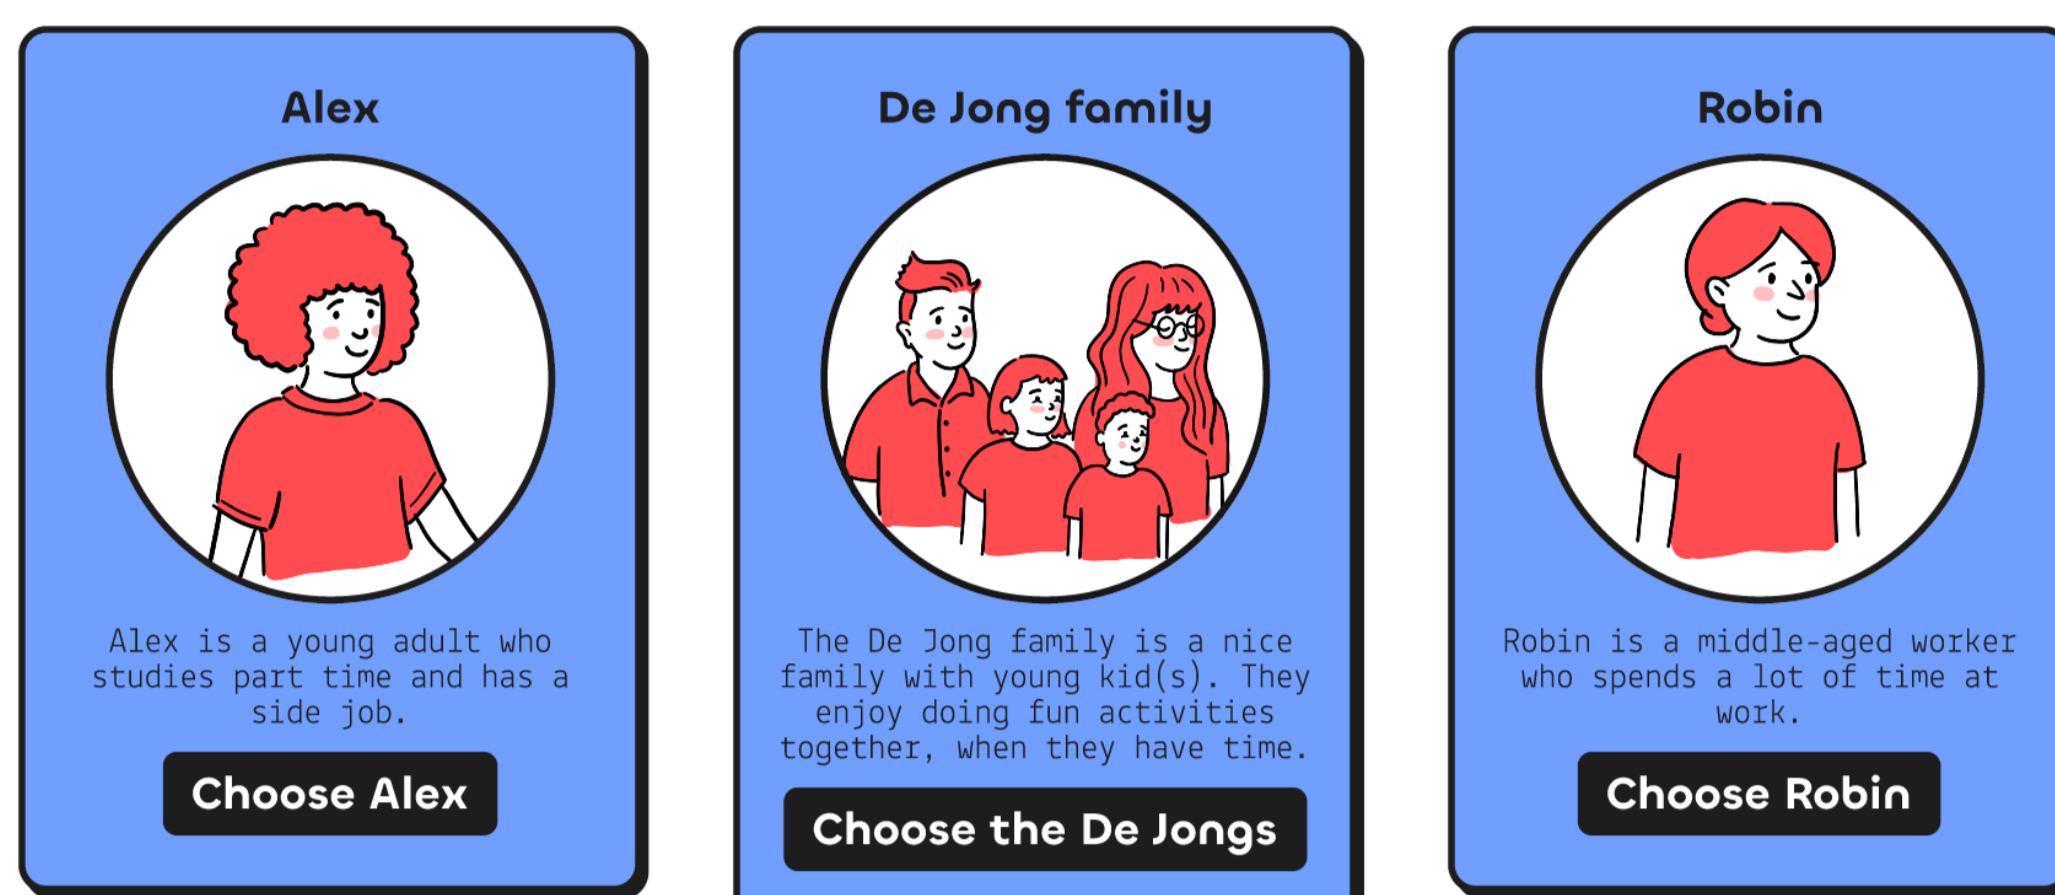 Alex
Alex is a young adult who
studies part time and has a
side job.
Choose Alex
De Jong family
The De Jong family is a nice
family with young kid(s). They
enjoy doing fun activities
together, when they have time.
Choose the De Jongs
Robin
Robin is a middle-aged worker
who spends a lot of time at
work.
Choose Robin